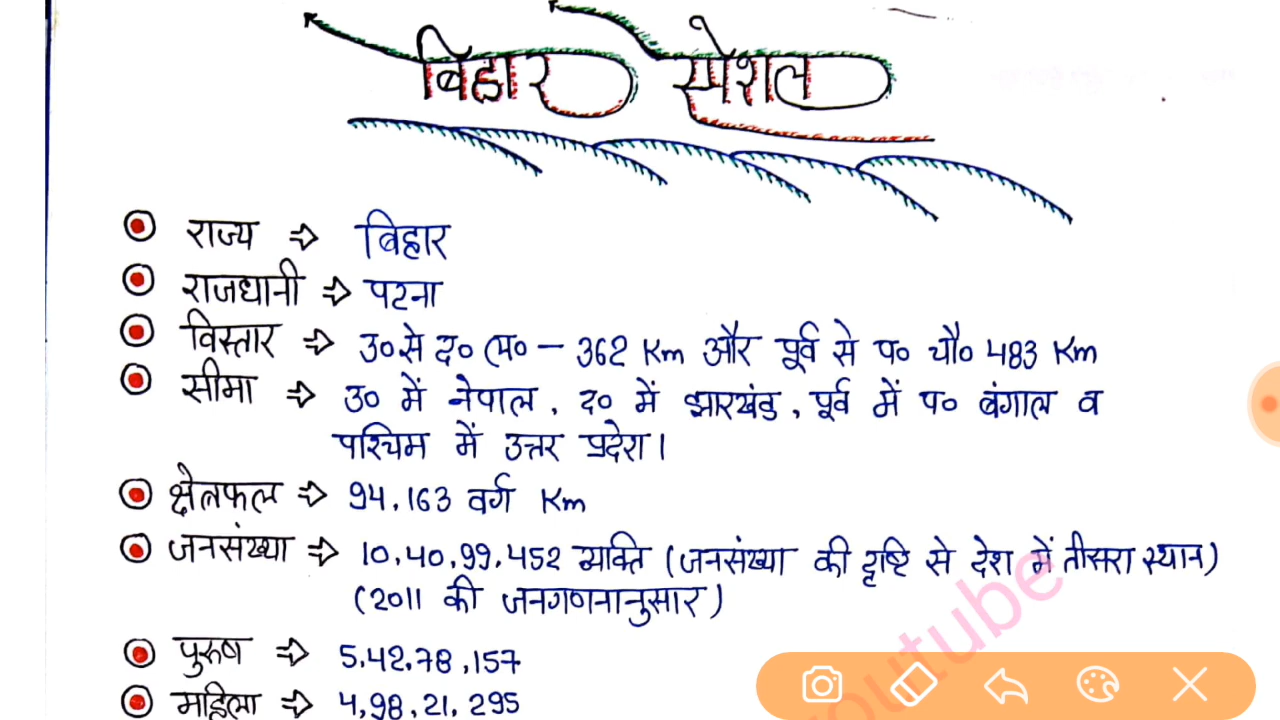 बिहार स्पेशल
राज्य ⇒ बिहार
राजधानी ⇒ पटना
विस्तार ⇒ उ० से द० ल० – 362 Km और पूर्व से प० चौ० 483 Km
सीमा ⇒ उ० में नेपाल, द० में झारखंड, पूर्व में प० बंगाल व
पश्चिम में उत्तर प्रदेश।
क्षेत्रफल ⇒ 94,163 वर्ग Km
जनसंख्या ⇒ 10,40,99,452 व्यक्ति (जनसंख्या की दृष्टि से देश में तीसरा स्थान)
(2011 की जनगणनानुसार)
पुरुष ⇒ 5,42,78,157
महिला ⇒ 4,98,21,295
youtube